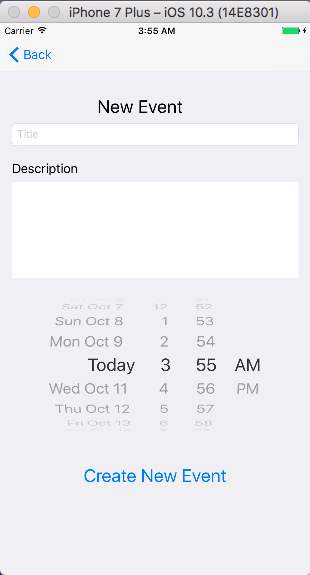 iPhone 7 Plus – iOS 10.3 (14E8301)
Carrier 3:55 AM
Back
New Event
Title
Description
Sat Oct 7 12 52
Sun Oct 8 1 53
Mon Oct 9 2 54
Today 3 55 AM
Wed Oct 11 4 56 PM
Thu Oct 12 5 57
Fri Oct 13 6 58
Create New Event